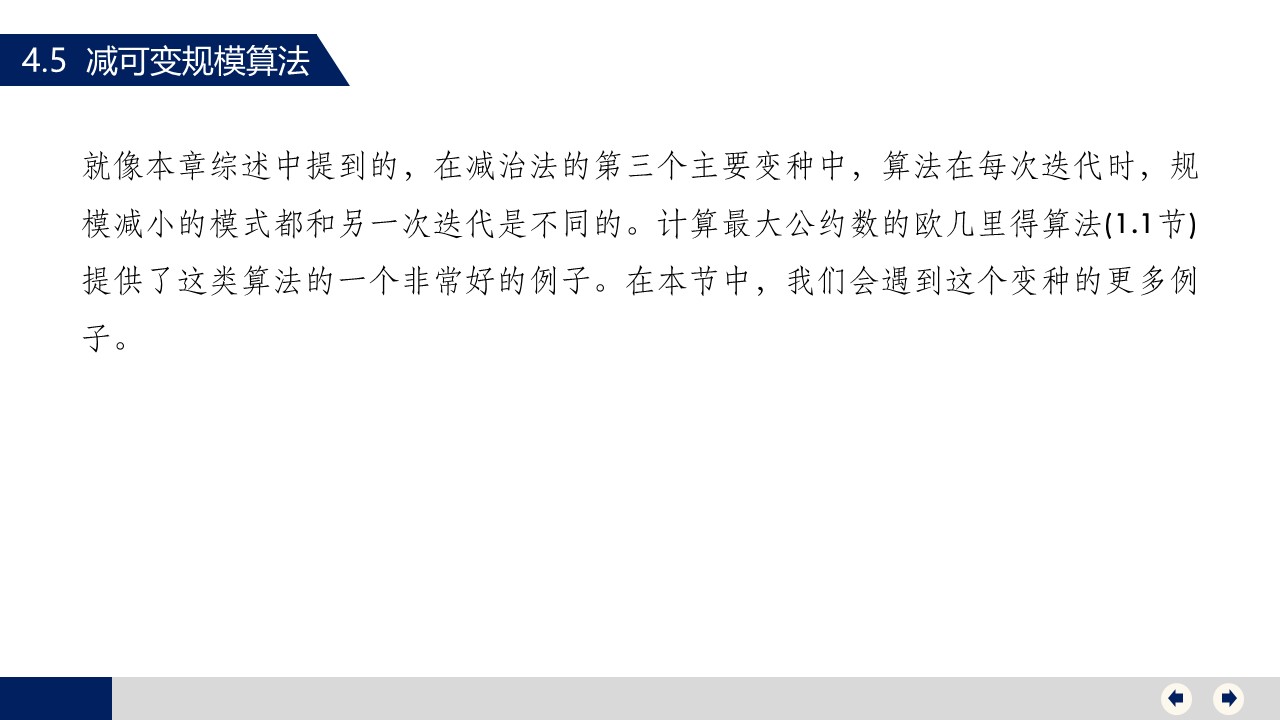 4.5 减可变规模算法
就像本章综述中提到的，在减治法的第三个主要变种中，算法在每次迭代时，规
模减小的模式都和另一次迭代是不同的。计算最大公约数的欧几里得算法(1.1节)
提供了这类算法的一个非常好的例子。在本节中，我们会遇到这个变种的更多例
子。